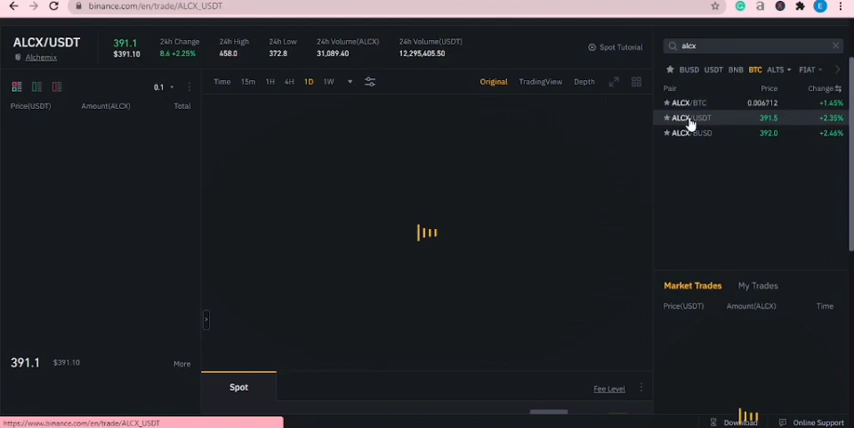 binance.com/en/trade/ALCX_USDT
ALCX/USDT
Alchemix
391.1
$391.10
24h Change
8.6 +2.25%
24h High
458.0
24h Low
372.8
24h Volume(ALCX)
31,089.40
24h Volume(USDT)
12,295,405.50
Spot Tutorial
alcx
0.1
Price(USDT) Amount(ALCX) Total
Time 15m 1H 4H 1D 1W
Original TradingView Depth
BUSD USDT BNB BTC ALTS FIAT
Pair Price Change
ALCX/BTC 0.006712 +1.45%
ALCX/USDT 391.5 +2.35%
ALCX/BUSD 392.0 +2.46%
Market Trades My Trades
Price(USDT) Amount(ALCX) Time
391.1 $391.10 More
Spot
Fee Level
https://www.binance.com/en/trade/ALCX_USDT
Download Online Support